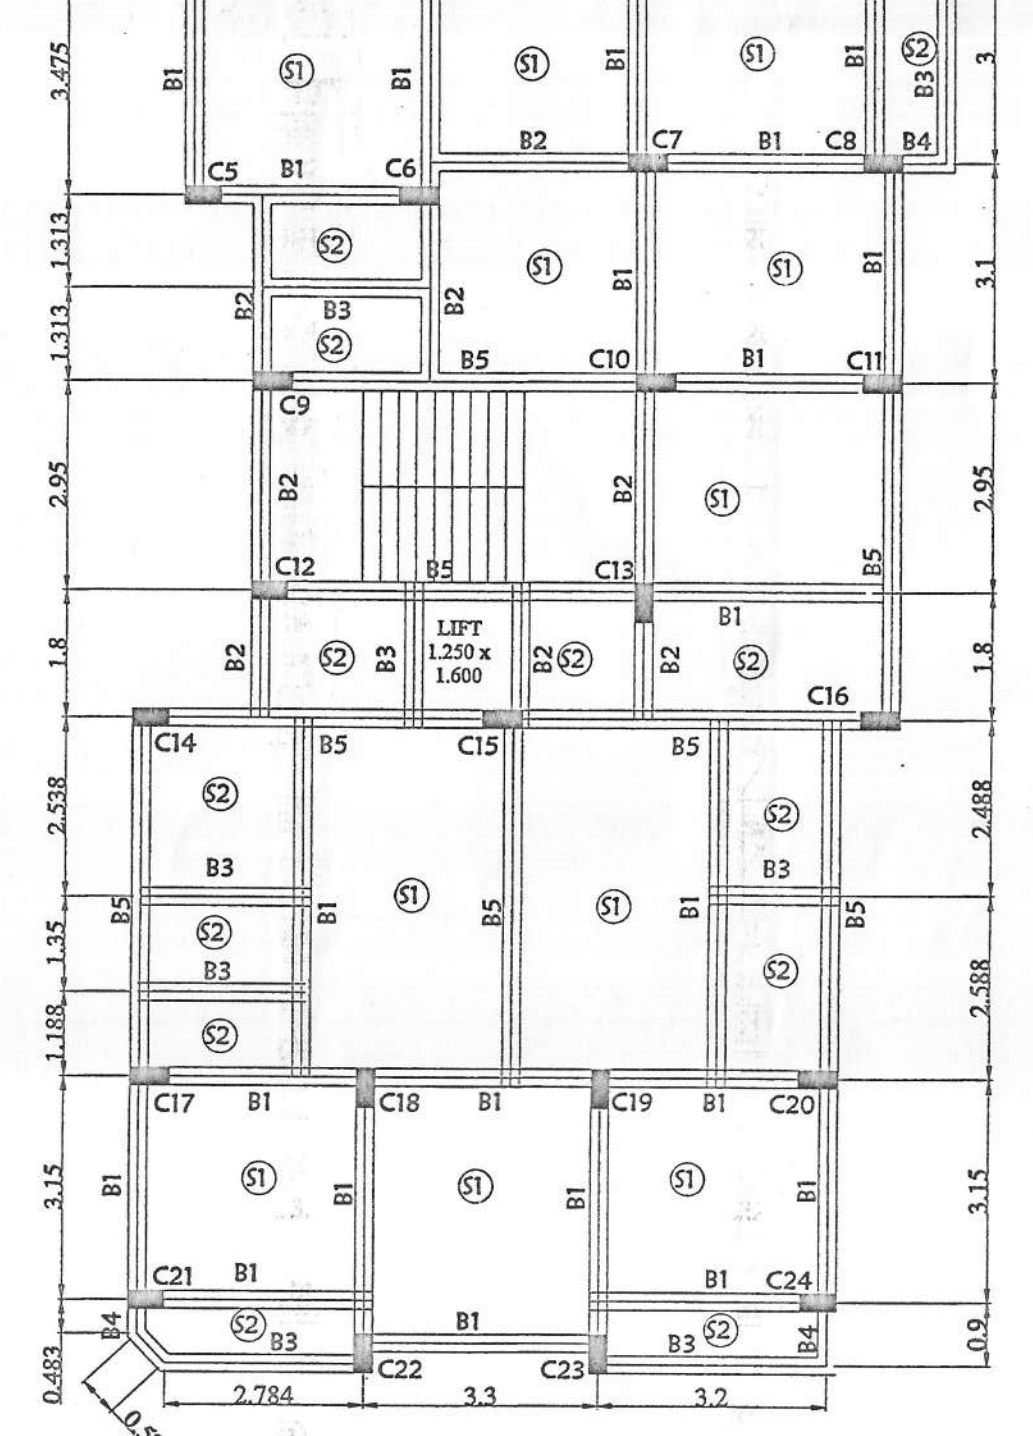 3.475
B1
S1
B1
S1
B1
S1
B1
S2
B3
3
C5
B1
C6
B2
C7
B1
C8
B4
1.313
S2
S1
B1
S1
B1
3.1
1.313
B2
B3
B2
S2
B5
C10
B1
C11
C9
2.95
B2
B2
S1
2.95
B5
C12
B5
C13
B1
1.8
B2
S2
B3
LIFT
1.250 x
1.600
B2
S2
B2
S2
1.8
C16
C14
B5
C15
B5
2.538
S2
S2
2.488
B3
B3
B5
B1
S1
B5
S1
B1
B5
1.35
S2
B3
S2
2.588
1.188
S2
C17
B1
C18
B1
C19
B1
C20
3.15
B1
S1
B1
S1
B1
S1
B1
3.15
C21
B1
B1
C24
B4
S2
B3
B1
S2
B3
B4
0.9
0.483
C22
C23
2.784
3.3
3.2